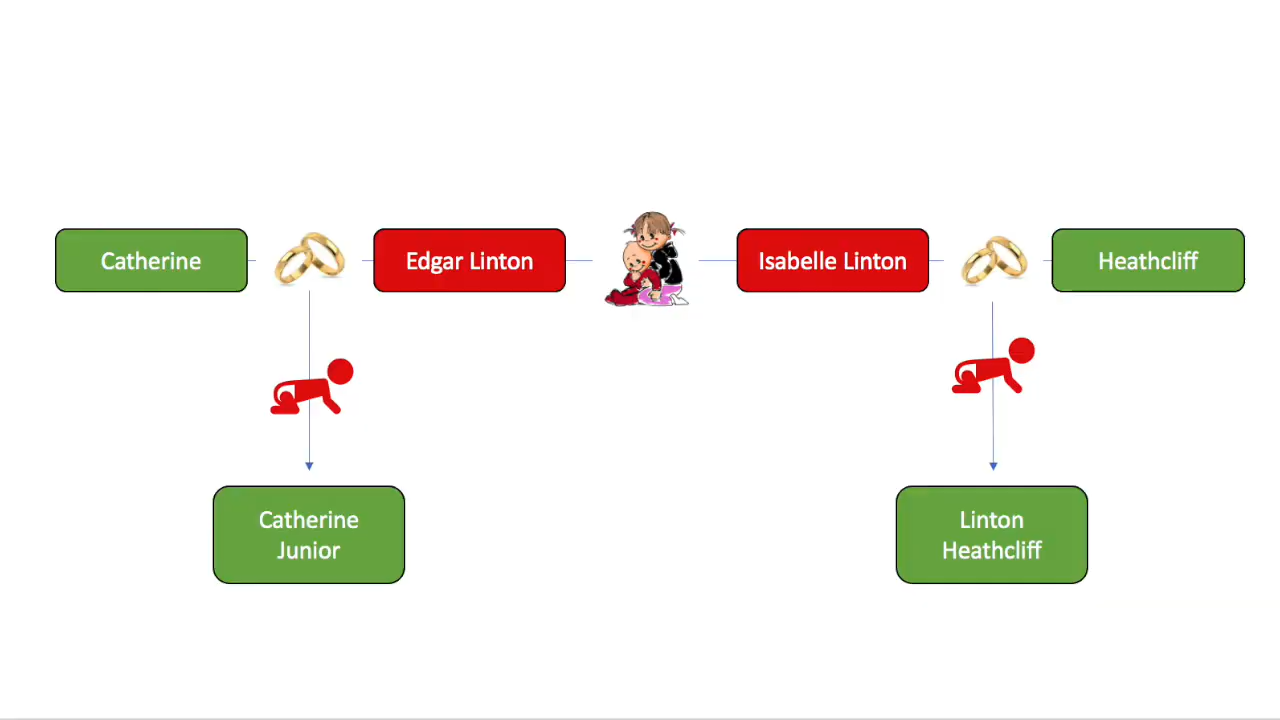 Catherine
Edgar Linton
Isabelle Linton
Heathcliff
Catherine
Junior
Linton
Heathcliff